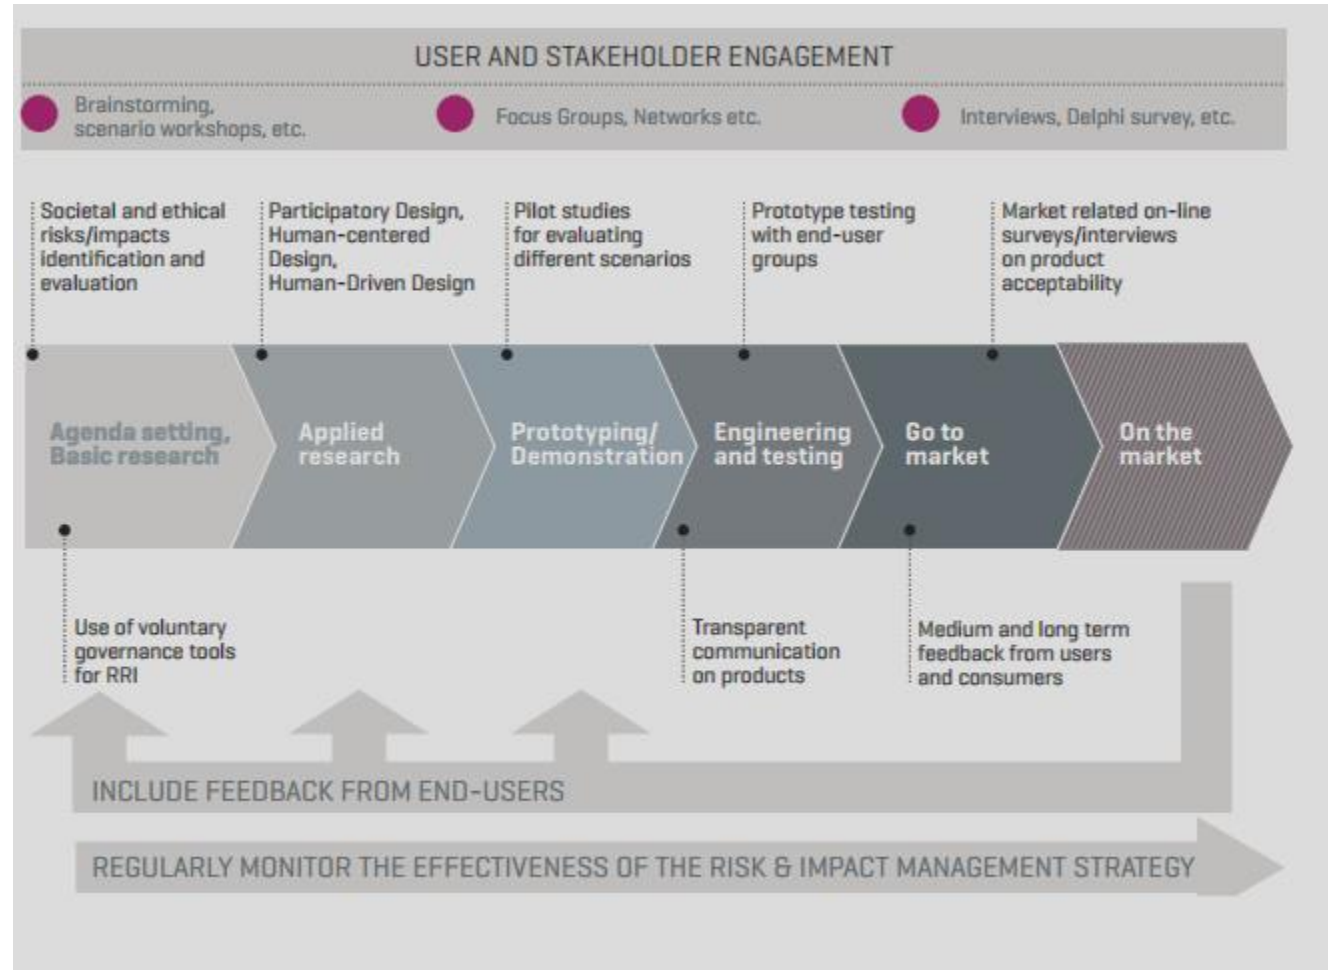 USER AND STAKEHOLDER ENGAGEMENT
Brainstorming,
scenario workshops, etc.
Focus Groups, Networks etc.
Interviews, Delphi survey, etc.
Societal and ethical
risks/impacts
identification and
evaluation
Participatory Design,
Human-centered
Design,
Human-Driven Design
Pilot studies
for evaluating
different scenarios
Prototype testing
with end-user
groups
Market related on-line
surveys/interviews
on product
acceptability
Agenda setting,
Basic research
Applied
research
Prototyping/
Demonstration
Engineering
and testing
Go to
market
On the
market
Use of voluntary
governance tools
for RRI
Transparent
communication
on products
Medium and long term
feedback from users
and consumers
INCLUDE FEEDBACK FROM END-USERS
REGULARLY MONITOR THE EFFECTIVENESS OF THE RISK & IMPACT MANAGEMENT STRATEGY